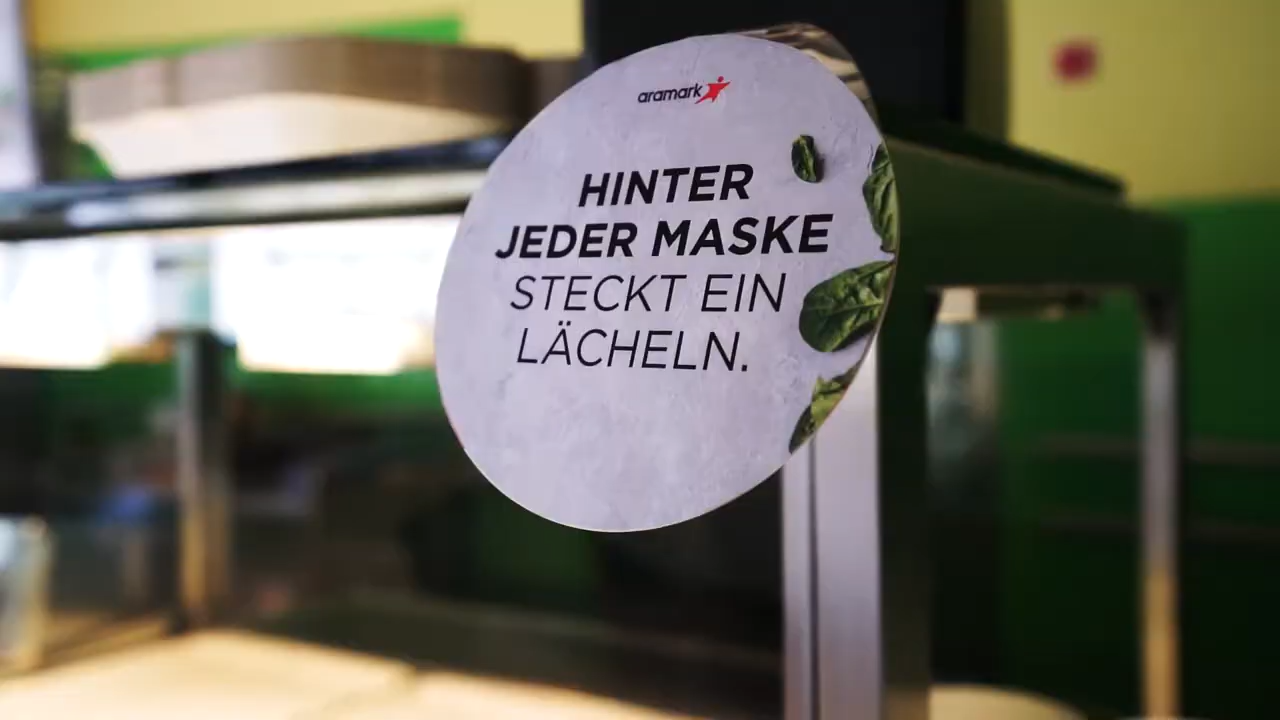 aramark
HINTER
JEDER MASKE
STECKT EIN
LÄCHELN.